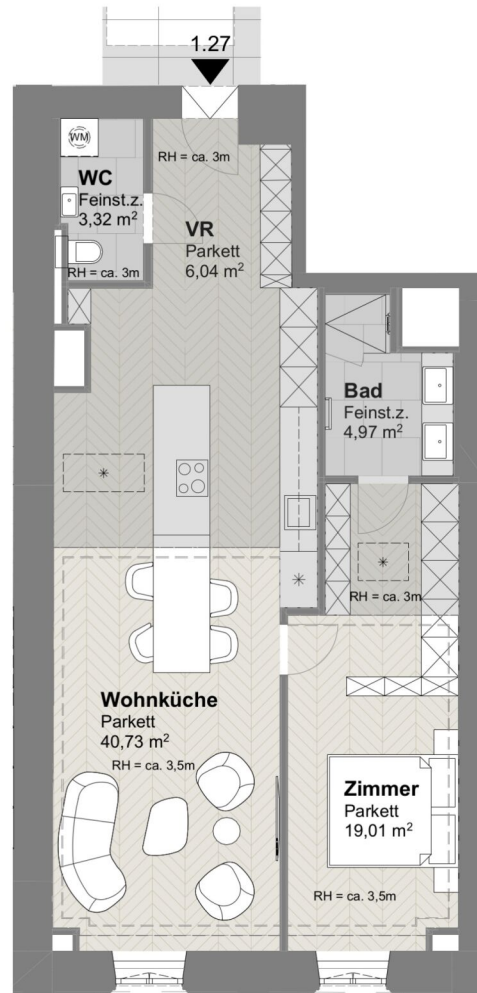 1.27
RH = ca. 3m
WM
WC
Feinst.z.
3,32 m²
RH = ca. 3m
VR
Parkett
6,04 m²
Bad
Feinst.z.
4,97 m²
RH = ca. 3m
Wohnküche
Parkett
40,73 m²
RH = ca. 3,5m
Zimmer
Parkett
19,01 m²
RH = ca. 3,5m